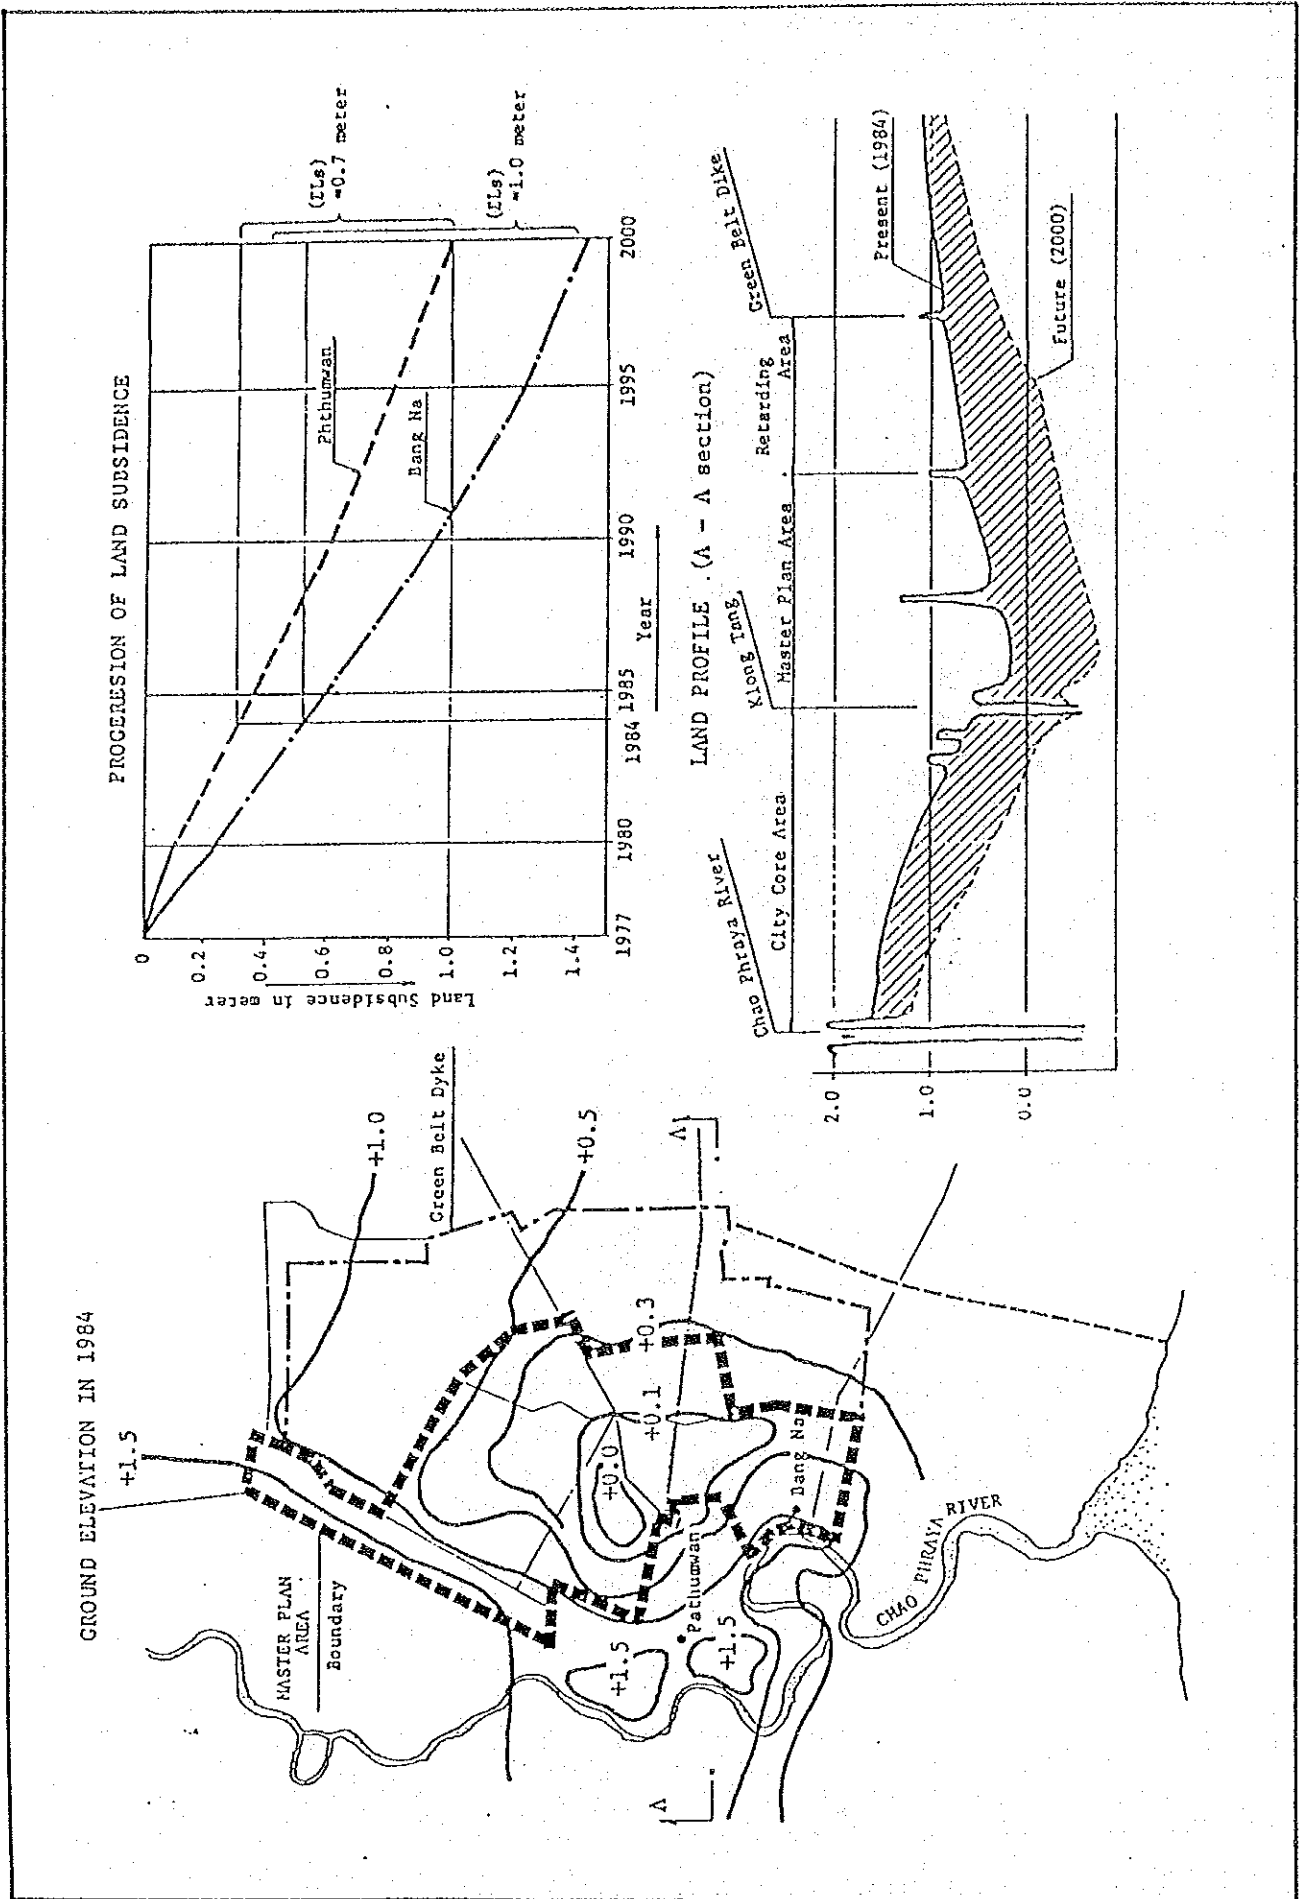 GROUND ELEVATION IN 1984
+1.5
MASTER PLAN
AREA
Boundary
+1.0
Green Belt Dyke
+0.5
+0.3
+0.1
+0.0
+1.5
+1.5
Pathumwan
Bang Na
A
A
CHAO PHRAYA RIVER
PROGRESION OF LAND SUBSIDENCE
Land Subsidence in meter
0
0.2
0.4
0.6
0.8
1.0
1.2
1.4
Phthumwan
Bang Na
(ΣLs)
=0.7 meter
(ΣLs)
=1.0 meter
1977
1980
1984
1985
1990
1995
2000
Year
LAND PROFILE (A - A section)
Chao Phraya River
Klong Tang
Green Belt Dike
City Core Area
Master Plan Area
Retarding
Area
2.0
1.0
0.0
Present (1984)
Future (2000)